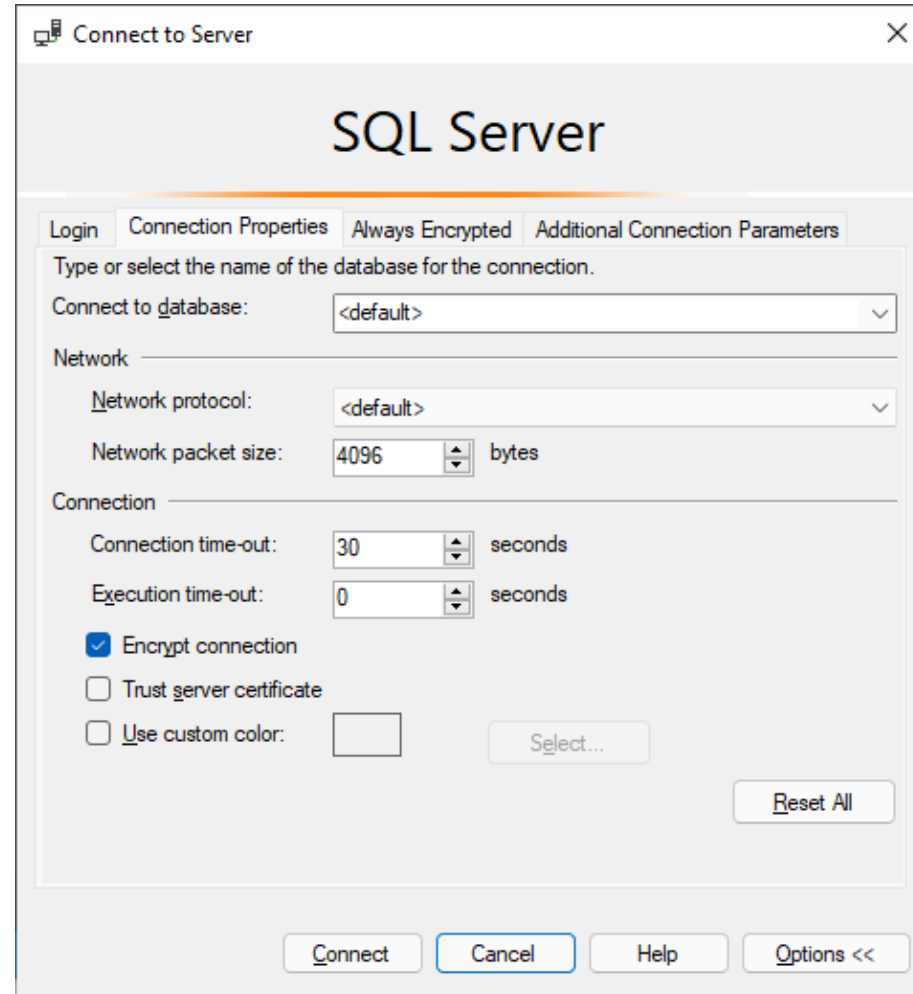 Connect to Server
SQL Server
Login Connection Properties Always Encrypted Additional Connection Parameters
Type or select the name of the database for the connection.
Connect to database: <default>
Network
Network protocol: <default>
Network packet size: 4096 bytes
Connection
Connection time-out: 30 seconds
Execution time-out: 0 seconds
Encrypt connection
Trust server certificate
Use custom color: Select...
Reset All
Connect Cancel Help Options <<